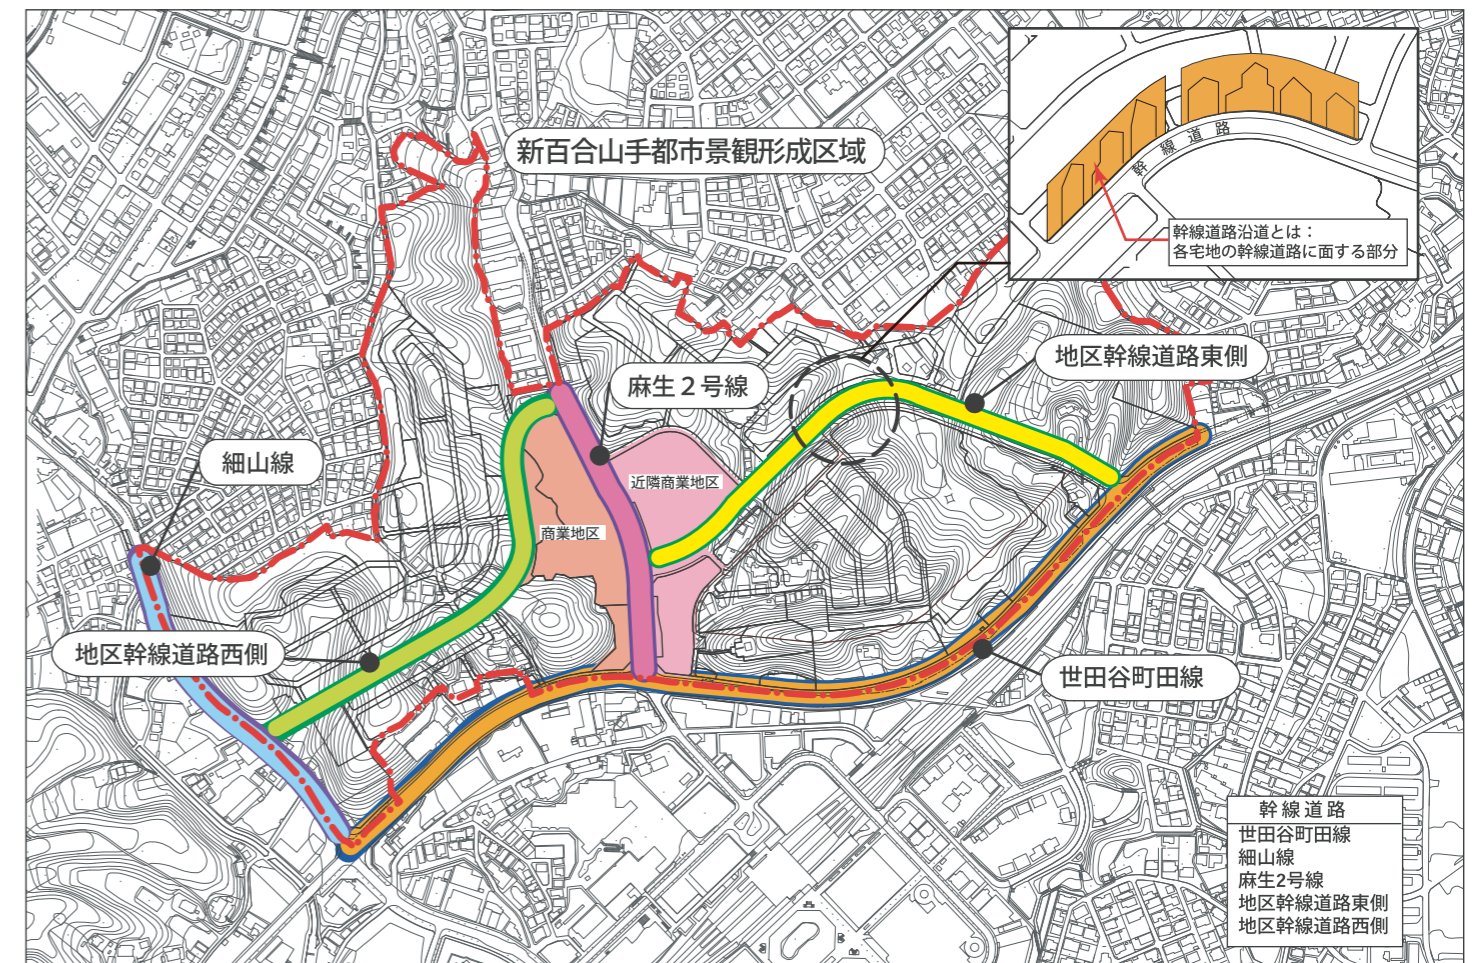 新百合山手都市景観形成区域
幹線道路
幹線道路沿道とは：
各宅地の幹線道路に面する部分
地区幹線道路東側
麻生２号線
細山線
近隣商業地区
商業地区
地区幹線道路西側
世田谷町田線
幹線道路
世田谷町田線
細山線
麻生2号線
地区幹線道路東側
地区幹線道路西側